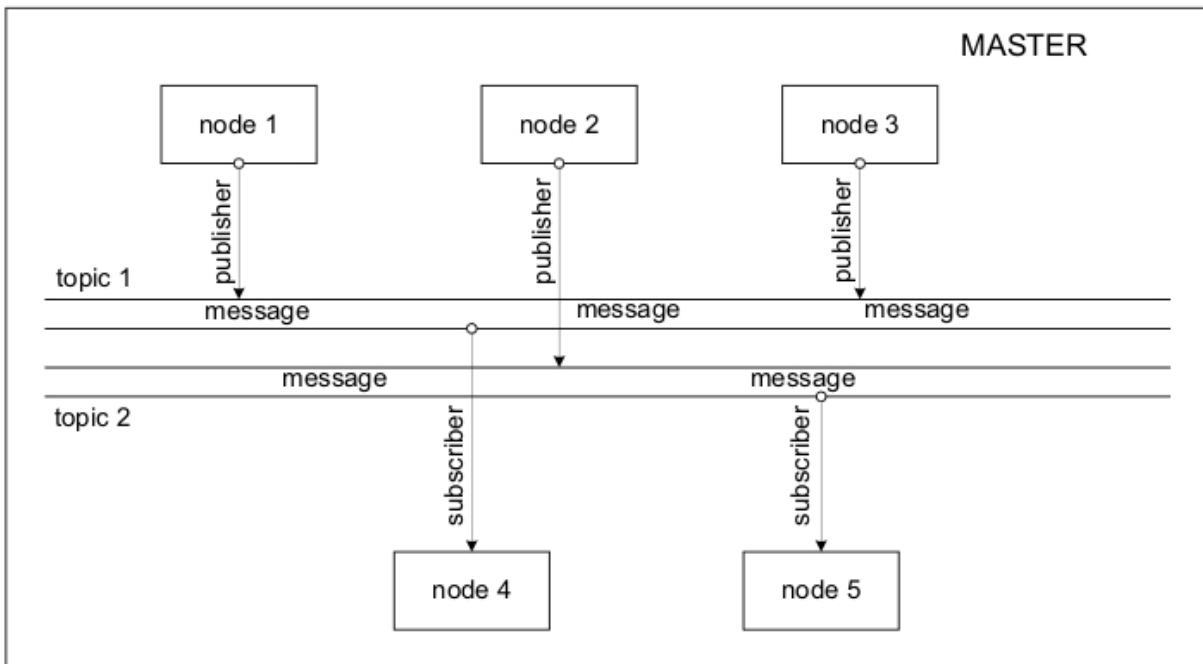 MASTER
node 1
node 2
node 3
publisher
publisher
publisher
topic 1
message
message
message
message
message
topic 2
subscriber
subscriber
node 4
node 5